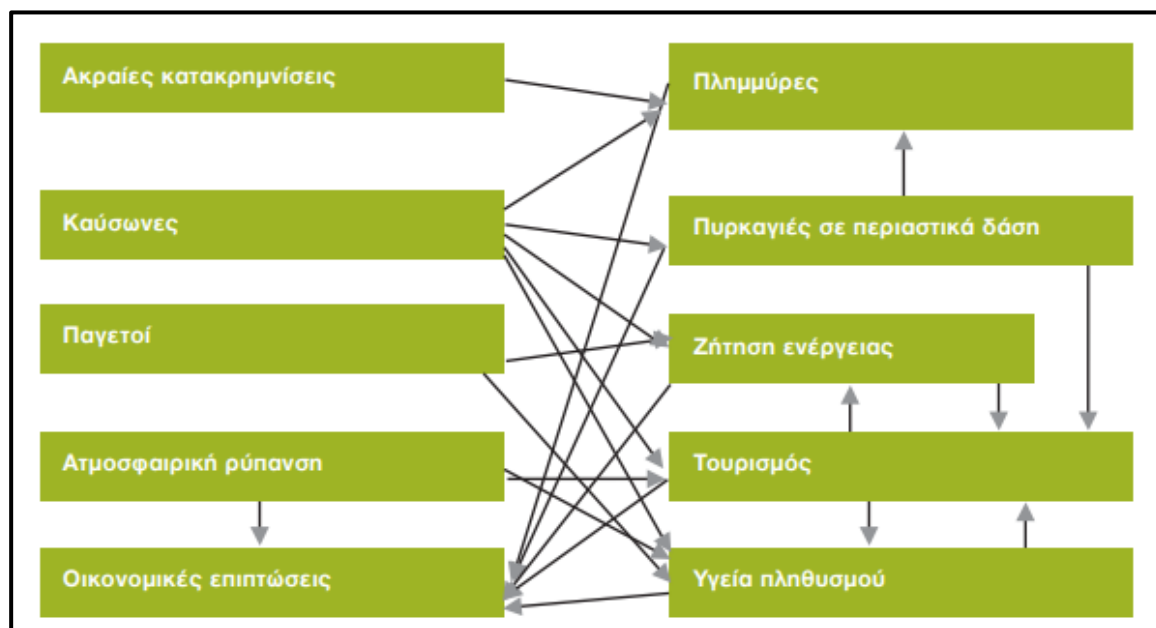 Ακραίες κατακρημνίσεις
Πλημμύρες
Καύσωνες
Πυρκαγιές σε περιαστικά δάση
Παγετοί
Ζήτηση ενέργειας
Ατμοσφαιρική ρύπανση
Τουρισμός
Οικονομικές επιπτώσεις
Υγεία πληθυσμού